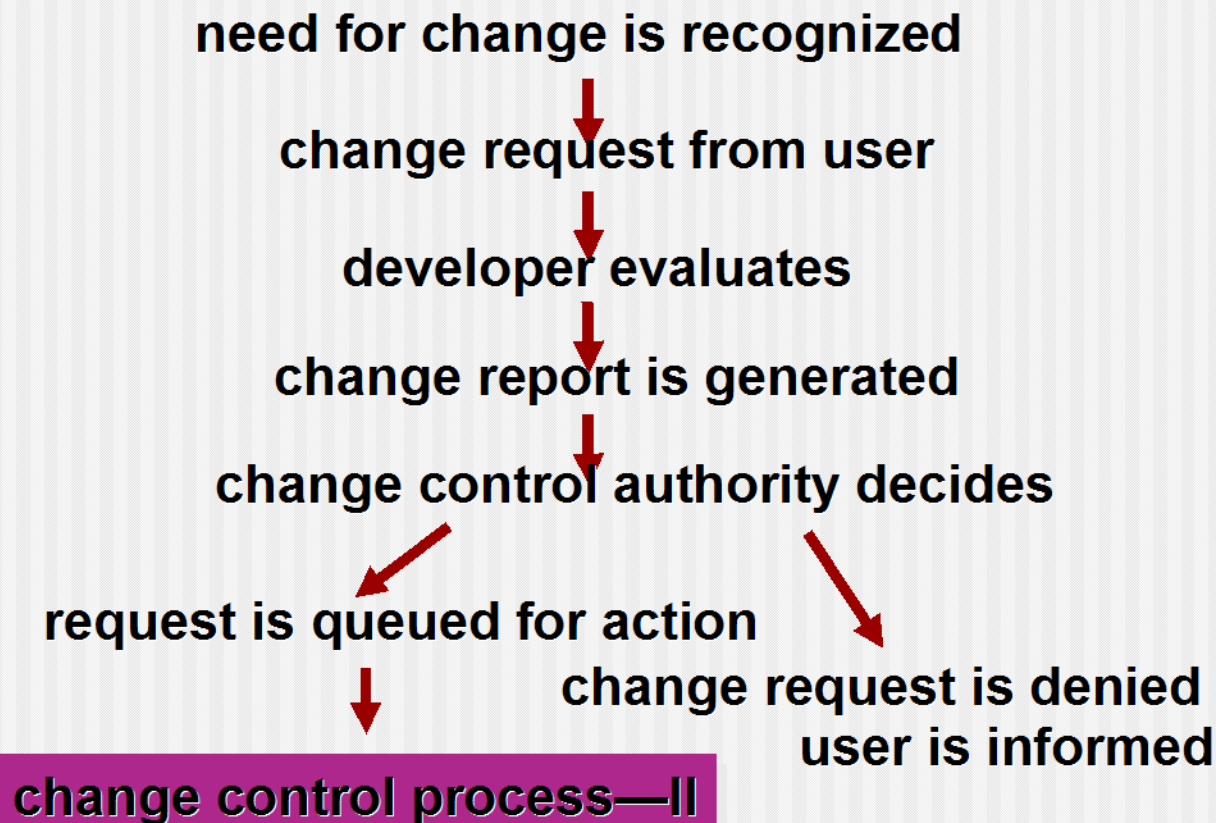 need for change is recognized
change request from user
developer evaluates
change report is generated
change control authority decides
request is queued for action
change request is denied
user is informed
change control process—II